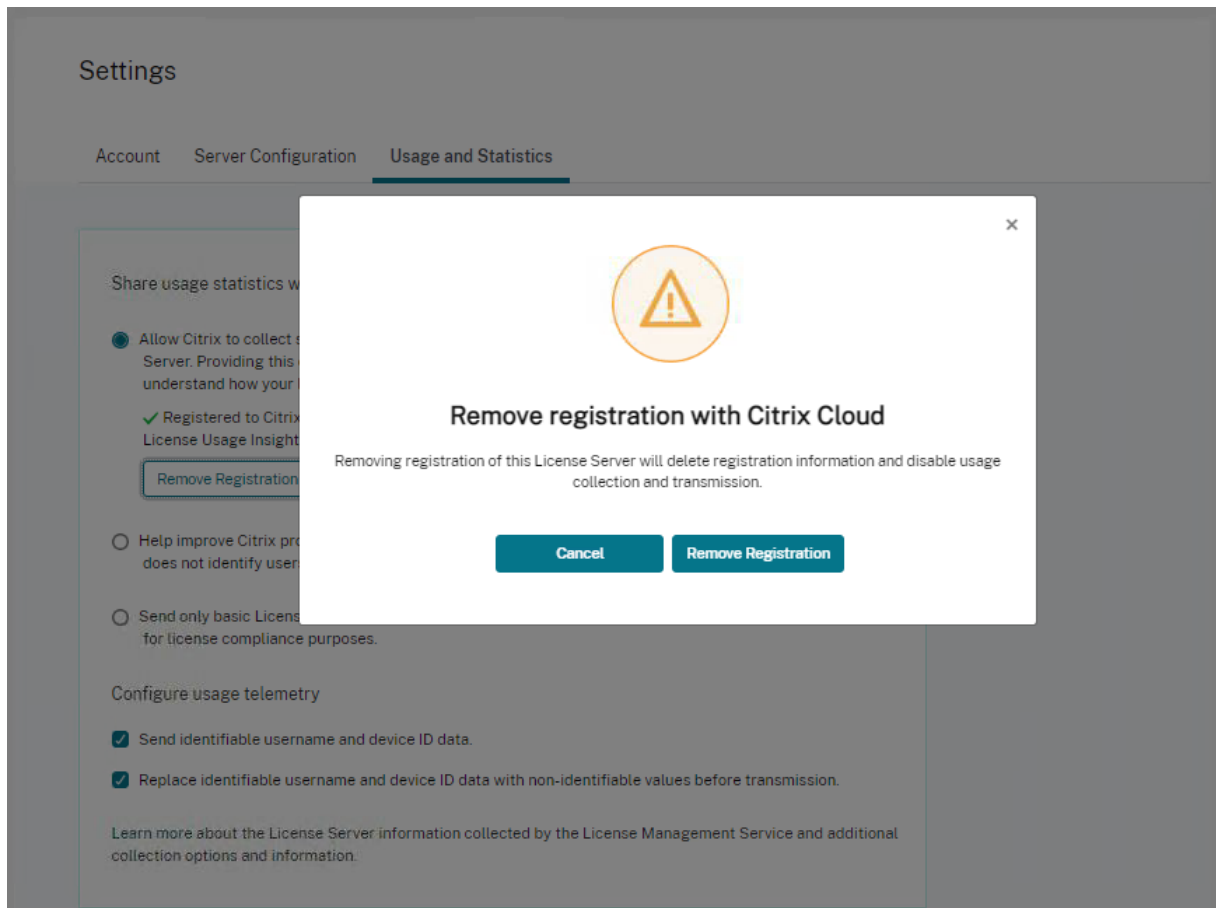 Settings
Account Server Configuration Usage and Statistics
×
Share usage statistics w
Allow Citrix to collect s
Server. Providing this
understand how your
Registered to Citrix
License Usage Insight
Remove Registration
Remove registration with Citrix Cloud
Removing registration of this License Server will delete registration information and disable usage
collection and transmission.
Cancel Remove Registration
Help improve Citrix pro
does not identify user
Send only basic Licens
for license compliance purposes.
Configure usage telemetry
Send identifiable username and device ID data.
Replace identifiable username and device ID data with non-identifiable values before transmission.
Learn more about the License Server information collected by the License Management Service and additional
collection options and information.